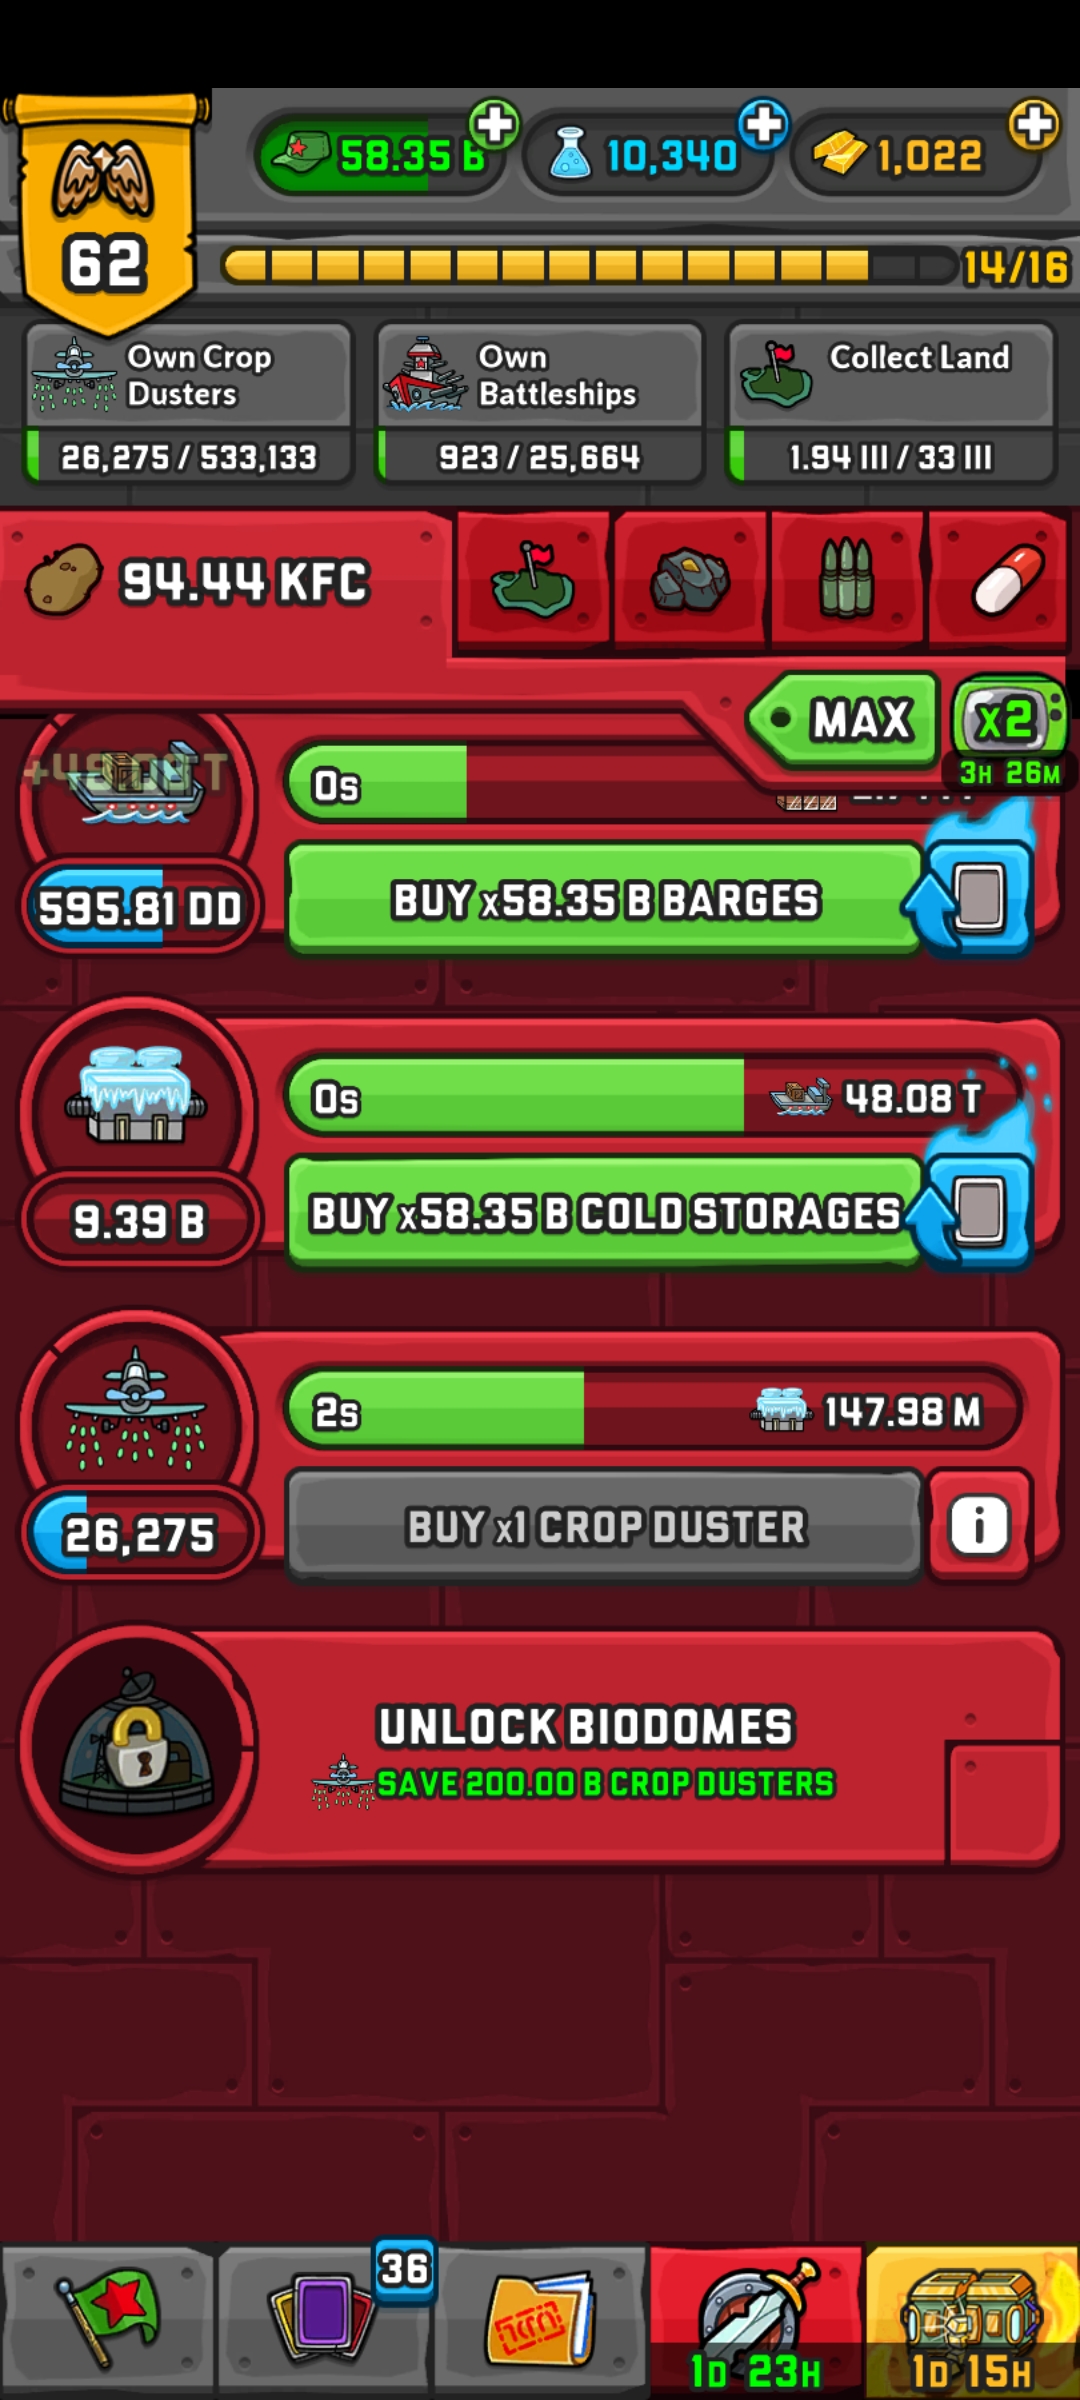 58.35 B
10,340
1,022
62
14/16
Own Crop Dusters
26,275 / 533,133
Own Battleships
923 / 25,664
Collect Land
1.94 III / 33 III
94.44 KFC
MAX
x2
3H 26M
0s
595.81 DD
BUY x58.35 B BARGES
0s
48.08 T
9.39 B
BUY x58.35 B COLD STORAGES
2s
147.98 M
26,275
BUY x1 CROP DUSTER
i
UNLOCK BIODOMES
SAVE 200.00 B CROP DUSTERS
36
1D 23H
1D 15H